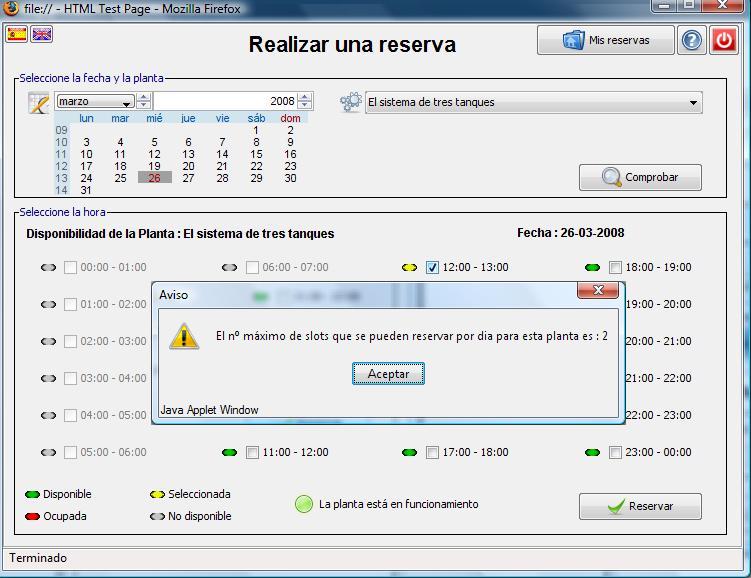 file:// - HTML Test Page - Mozilla Firefox
Realizar una reserva
Mis reservas
Seleccione la fecha y la planta
marzo 2008
El sistema de tres tanques
lun mar mié jue vie sáb dom
09 1 2
10 3 4 5 6 7 8 9
11 10 11 12 13 14 15 16
12 17 18 19 20 21 22 23
13 24 25 26 27 28 29 30
14 31
Comprobar
Seleccione la hora
Disponibilidad de la Planta : El sistema de tres tanques
Fecha : 26-03-2008
00:00 - 01:00 06:00 - 07:00 12:00 - 13:00 18:00 - 19:00
01:00 - 02:00 19:00 - 20:00
02:00 - 03:00 20:00 - 21:00
03:00 - 04:00 21:00 - 22:00
04:00 - 05:00 22:00 - 23:00
05:00 - 06:00 11:00 - 12:00 17:00 - 18:00 23:00 - 00:00
Aviso
El nº máximo de slots que se pueden reservar por dia para esta planta es : 2
Aceptar
Java Applet Window
Disponible Seleccionada
Ocupada No disponible
La planta está en funcionamiento
Reservar
Terminado